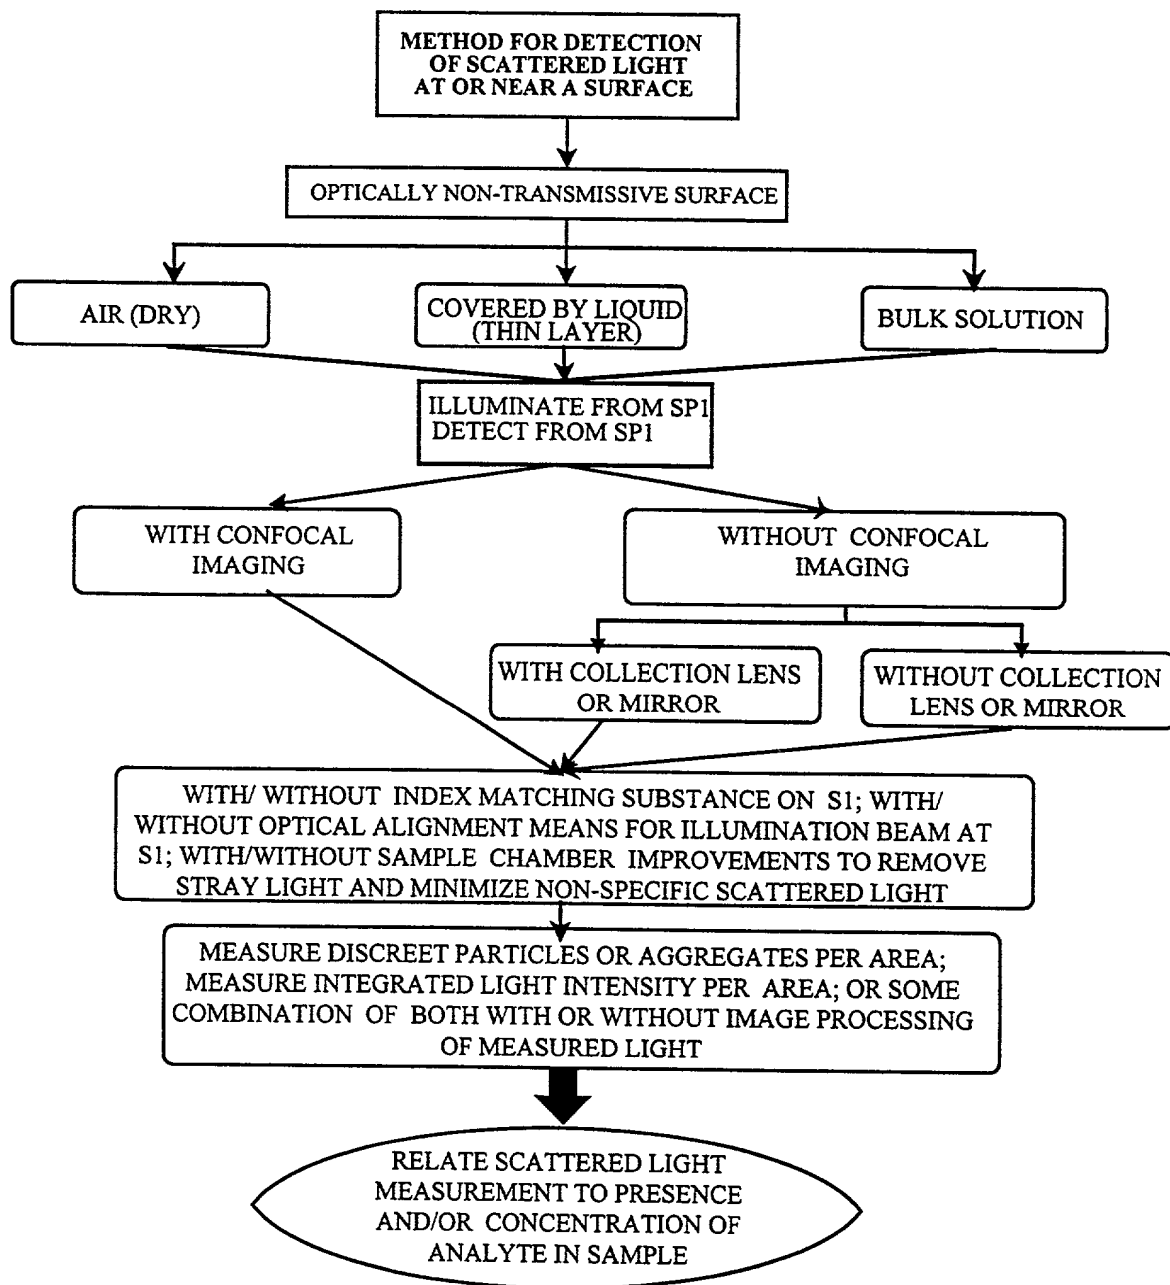 METHOD FOR DETECTION
OF SCATTERED LIGHT
AT OR NEAR A SURFACE
OPTICALLY NON-TRANSMISSIVE SURFACE
AIR (DRY)
COVERED BY LIQUID
(THIN LAYER)
BULK SOLUTION
ILLUMINATE FROM SP1
DETECT FROM SP1
WITH CONFOCAL
IMAGING
WITHOUT CONFOCAL
IMAGING
WITH COLLECTION LENS
OR MIRROR
WITHOUT COLLECTION
LENS OR MIRROR
WITH/ WITHOUT INDEX MATCHING SUBSTANCE ON S1; WITH/
WITHOUT OPTICAL ALIGNMENT MEANS FOR ILLUMINATION BEAM AT
S1; WITH/WITHOUT SAMPLE CHAMBER IMPROVEMENTS TO REMOVE
STRAY LIGHT AND MINIMIZE NON-SPECIFIC SCATTERED LIGHT
MEASURE DISCREET PARTICLES OR AGGREGATES PER AREA;
MEASURE INTEGRATED LIGHT INTENSITY PER AREA; OR SOME
COMBINATION OF BOTH WITH OR WITHOUT IMAGE PROCESSING
OF MEASURED LIGHT
RELATE SCATTERED LIGHT
MEASUREMENT TO PRESENCE
AND/OR CONCENTRATION OF
ANALYTE IN SAMPLE